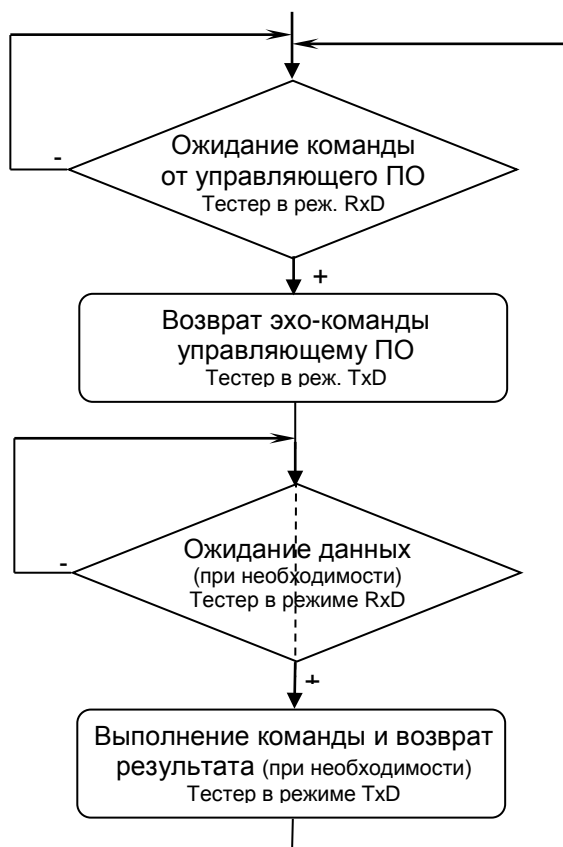 Ожидание команды
от управляющего ПО
Тестер в реж. RxD
-
+
Возврат эхо-команды
управляющему ПО
Тестер в реж. TxD
Ожидание данных
(при необходимости)
Тестер в режиме RxD
-
+
Выполнение команды и возврат
результата (при необходимости)
Тестер в режиме TxD